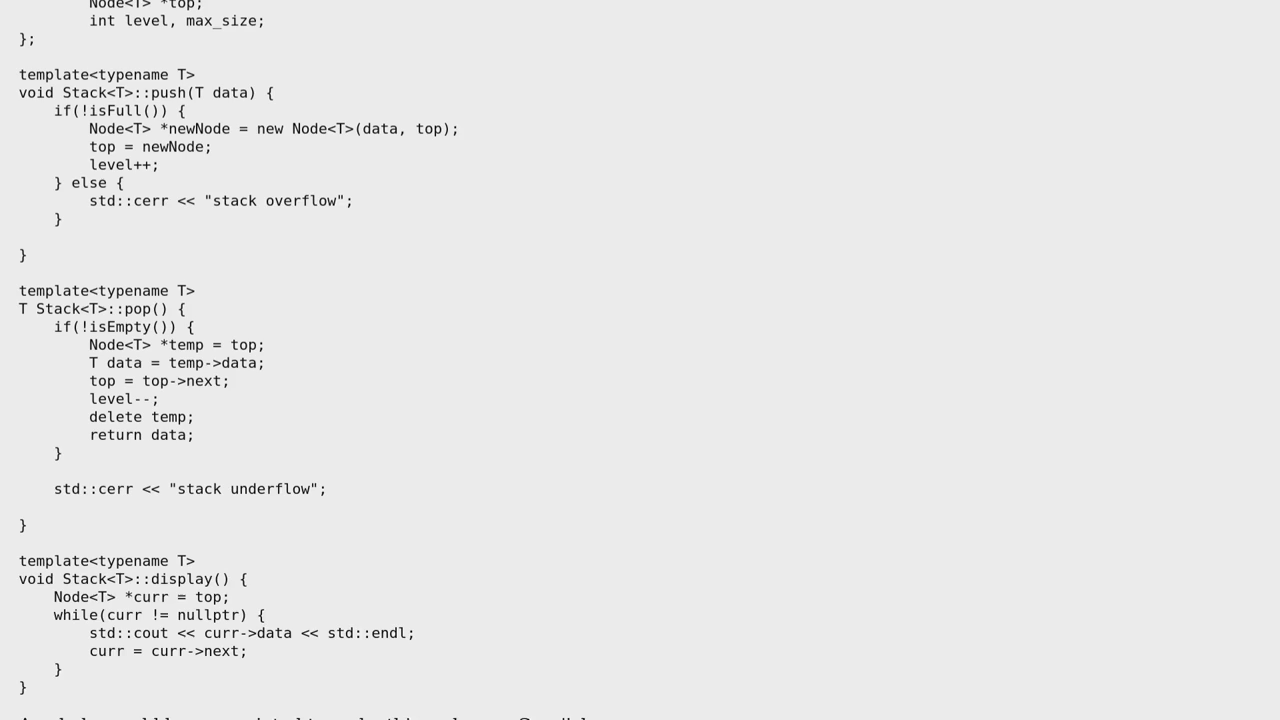 Node<T> *top;
        int level, max_size;
};

template<typename T>
void Stack<T>::push(T data) {
    if(!isFull()) {
        Node<T> *newNode = new Node<T>(data, top);
        top = newNode;
        level++;
    } else {
        std::cerr << "stack overflow";
    }

}

template<typename T>
T Stack<T>::pop() {
    if(!isEmpty()) {
        Node<T> *temp = top;
        T data = temp->data;
        top = top->next;
        level--;
        delete temp;
        return data;
    }

    std::cerr << "stack underflow";

}

template<typename T>
void Stack<T>::display() {
    Node<T> *curr = top;
    while(curr != nullptr) {
        std::cout << curr->data << std::endl;
        curr = curr->next;
    }
}